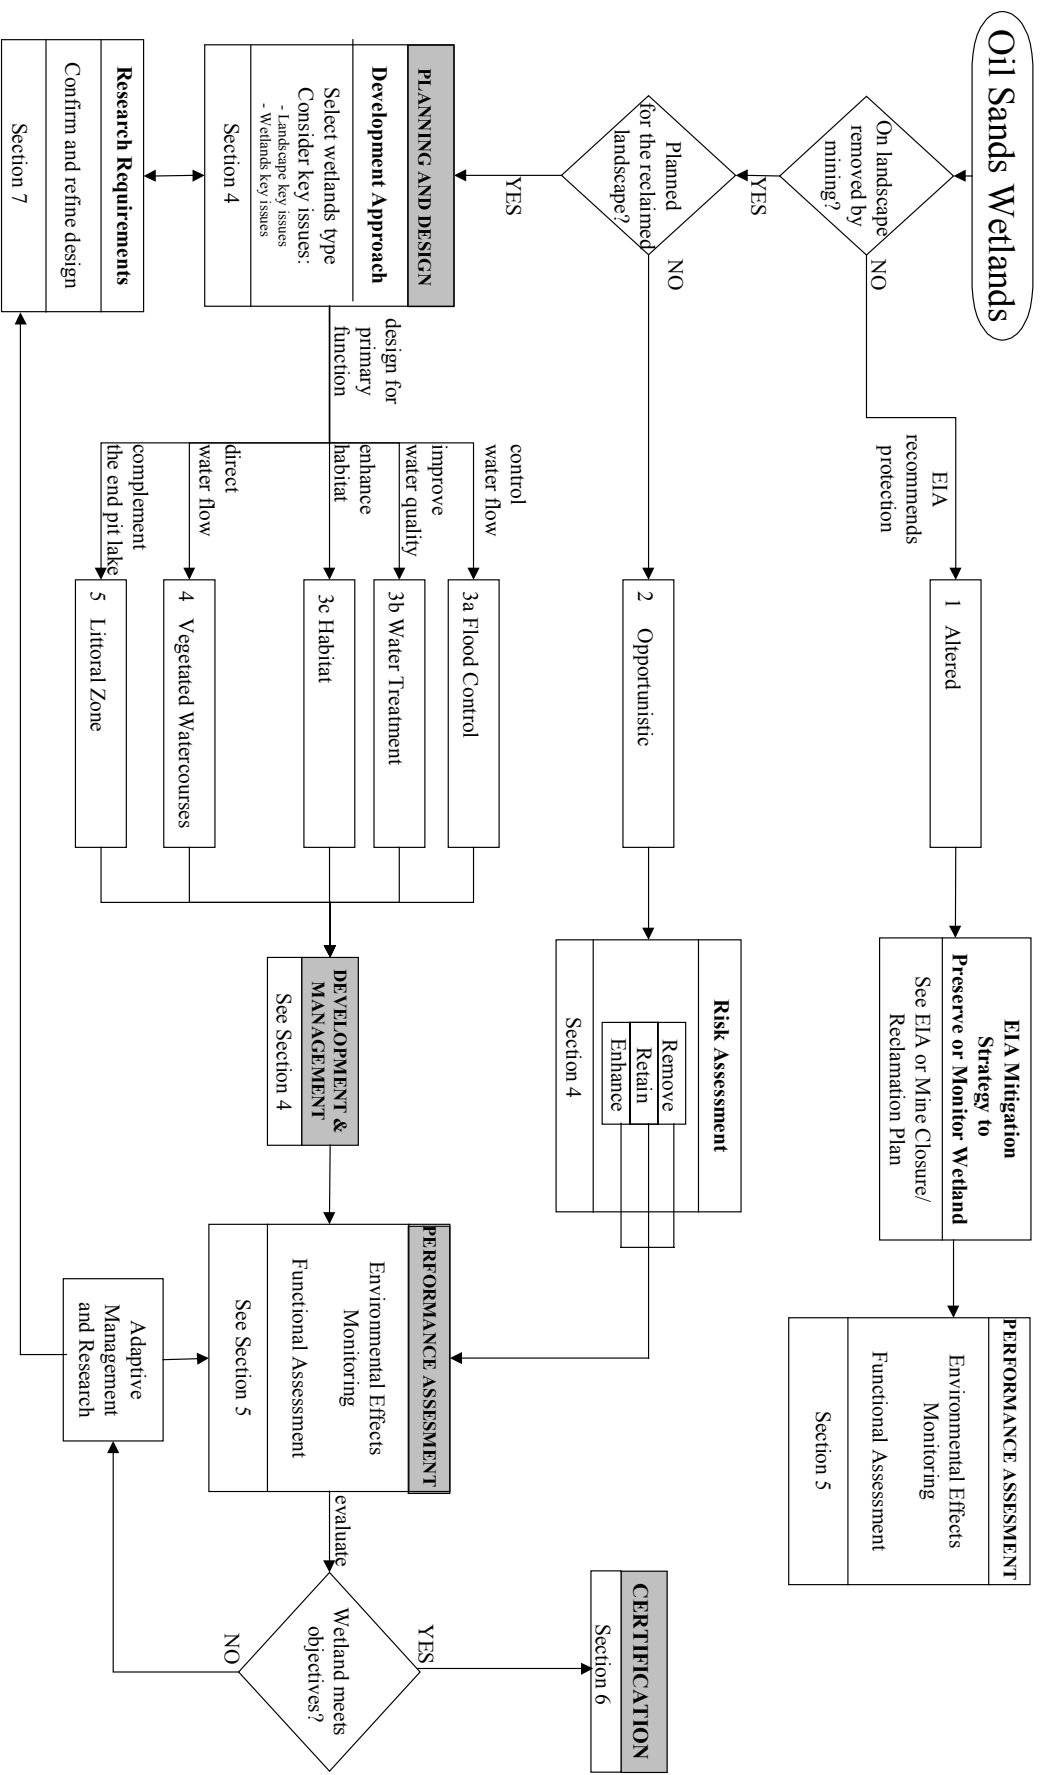 Oil Sands Wetlands
On landscape
removed by
mining?
NO
YES
EIA
recommends
protection
1 Altered
EIA Mitigation
Strategy to
Preserve or Monitor Wetland
See EIA or Mine Closure/
Reclamation Plan
PERFORMANCE ASSESMENT
Environmental Effects
Monitoring
Functional Assessment
Section 5
Planned
for the reclaimed
landscape?
NO
YES
2 Opportunistic
Risk Assessment
Remove
Retain
Enhance
Section 4
PLANNING AND DESIGN
Development Approach
Select wetlands type
Consider key issues:
- Landscape key issues
- Wetlands key issues
Section 4
design for
primary
function
control
water flow
improve
water quality
enhance
habitat
direct
water flow
complement
the end pit lake
3a Flood Control
3b Water Treatment
3c Habitat
4 Vegetated Watercourses
5 Littoral Zone
DEVELOPMENT &
MANAGEMENT
See Section 4
PERFORMANCE ASSESMENT
Environmental Effects
Monitoring
Functional Assessment
See Section 5
evaluate
Wetland meets
objectives?
YES
NO
CERTIFICATION
Section 6
Adaptive
Management
and Research
Research Requirements
Confirm and refine design
Section 7